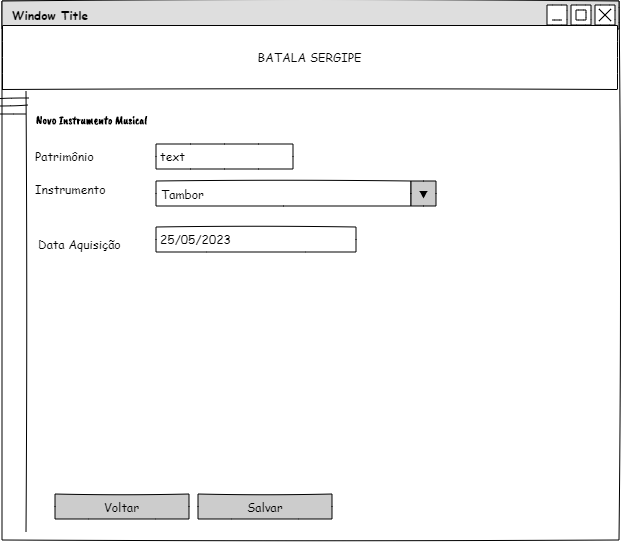 Window Title
BATALA SERGIPE
Novo Instrumento Musical
Patrimônio text
Instrumento Tambor
Data Aquisição 25/05/2023
Voltar Salvar